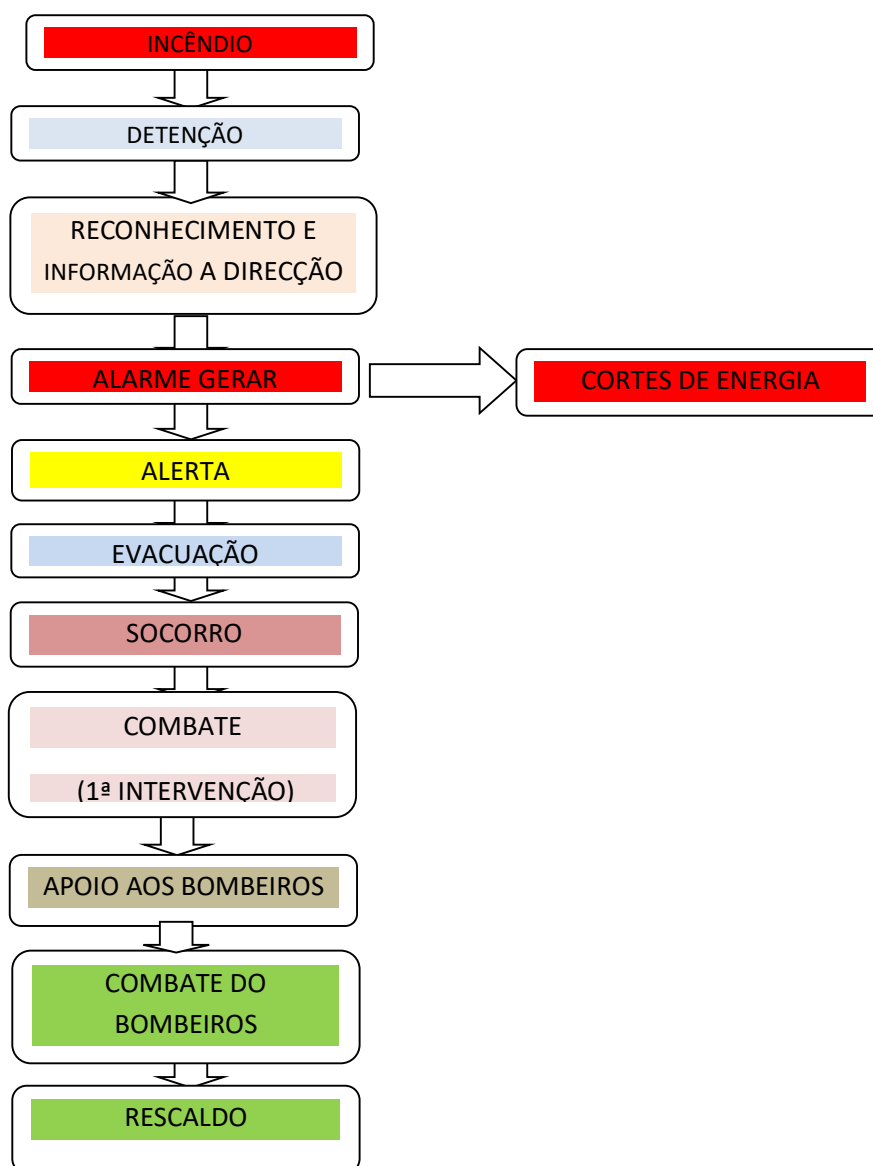 INCÊNDIO
DETENÇÃO
RECONHECIMENTO E
INFORMAÇÃO A DIRECÇÃO
ALARME GERAR
CORTES DE ENERGIA
ALERTA
EVACUAÇÃO
SOCORRO
COMBATE
(1ª INTERVENÇÃO)
APOIO AOS BOMBEIROS
COMBATE DO
BOMBEIROS
RESCALDO